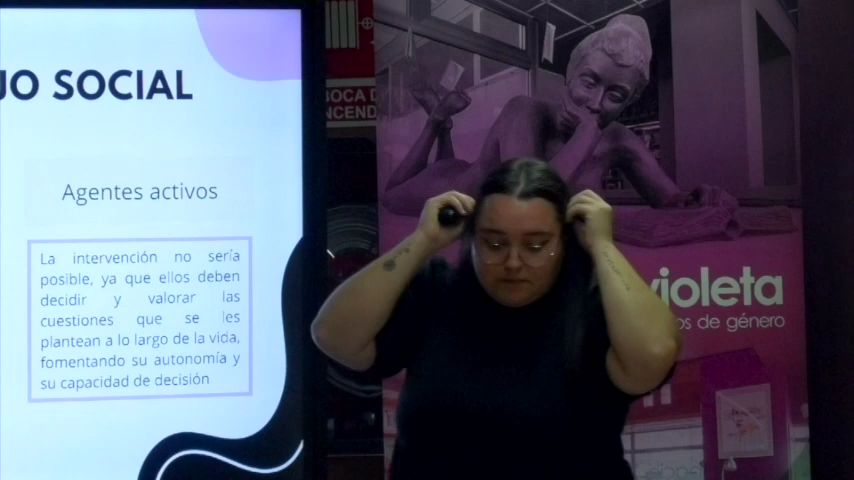 JO SOCIAL
Agentes activos
La intervención no sería
posible, ya que ellos deben
decidir y valorar las
cuestiones que se les
plantean a lo largo de la vida,
fomentando su autonomía y
su capacidad de decisión
BOCA D
INCEND
violeta
os de género